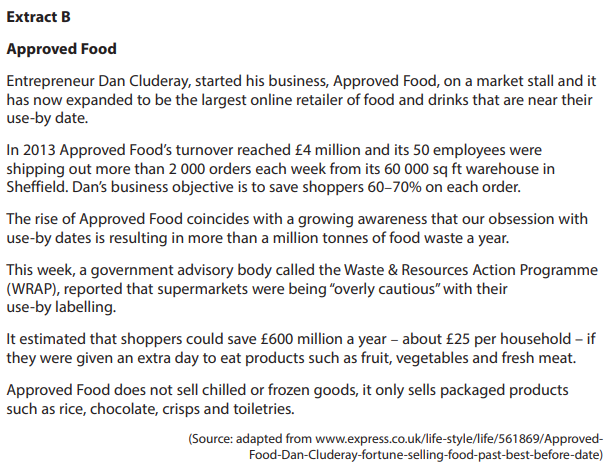 Extract B
Approved Food
Entrepreneur Dan Cluderay, started his business, Approved Food, on a market stall and it
has now expanded to be the largest online retailer of food and drinks that are near their
use-by date.
In 2013 Approved Food’s turnover reached £4 million and its 50 employees were
shipping out more than 2 000 orders each week from its 60 000 sq ft warehouse in
Sheffield. Dan’s business objective is to save shoppers 60–70% on each order.
The rise of Approved Food coincides with a growing awareness that our obsession with
use-by dates is resulting in more than a million tonnes of food waste a year.
This week, a government advisory body called the Waste & Resources Action Programme
(WRAP), reported that supermarkets were being “overly cautious” with their
use-by labelling.
It estimated that shoppers could save £600 million a year – about £25 per household – if
they were given an extra day to eat products such as fruit, vegetables and fresh meat.
Approved Food does not sell chilled or frozen goods, it only sells packaged products
such as rice, chocolate, crisps and toiletries.
(Source: adapted from www.express.co.uk/life-style/life/561869/Approved-
Food-Dan-Cluderay-fortune-selling-food-past-best-before-date)